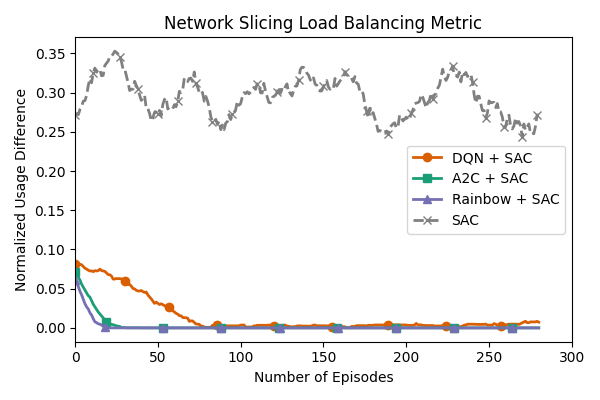 Network Slicing Load Balancing Metric
Normalized Usage Difference
0.35
0.30
0.25
0.20
0.15
0.10
0.05
0.00
DQN + SAC
A2C + SAC
Rainbow + SAC
SAC
0 50 100 150 200 250 300
Number of Episodes